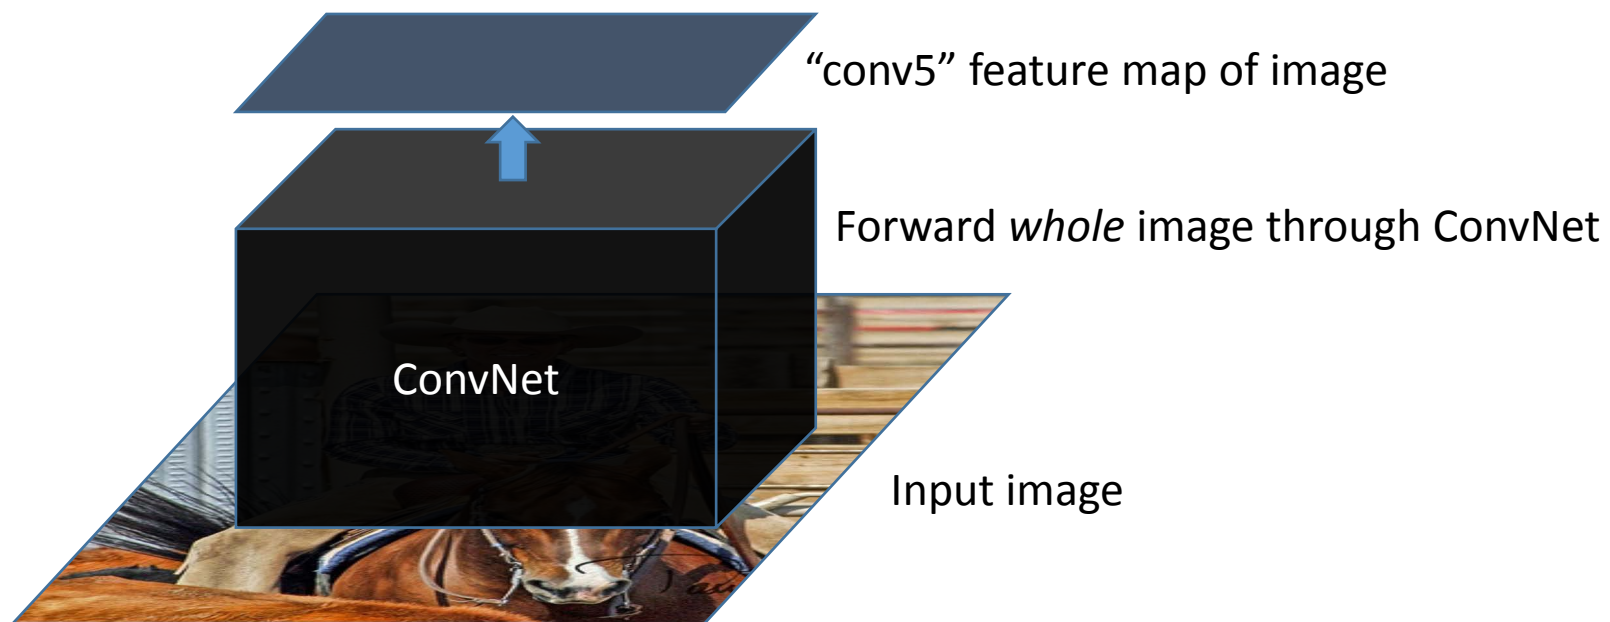 “conv5” feature map of image
Forward whole image through ConvNet
ConvNet
Input image